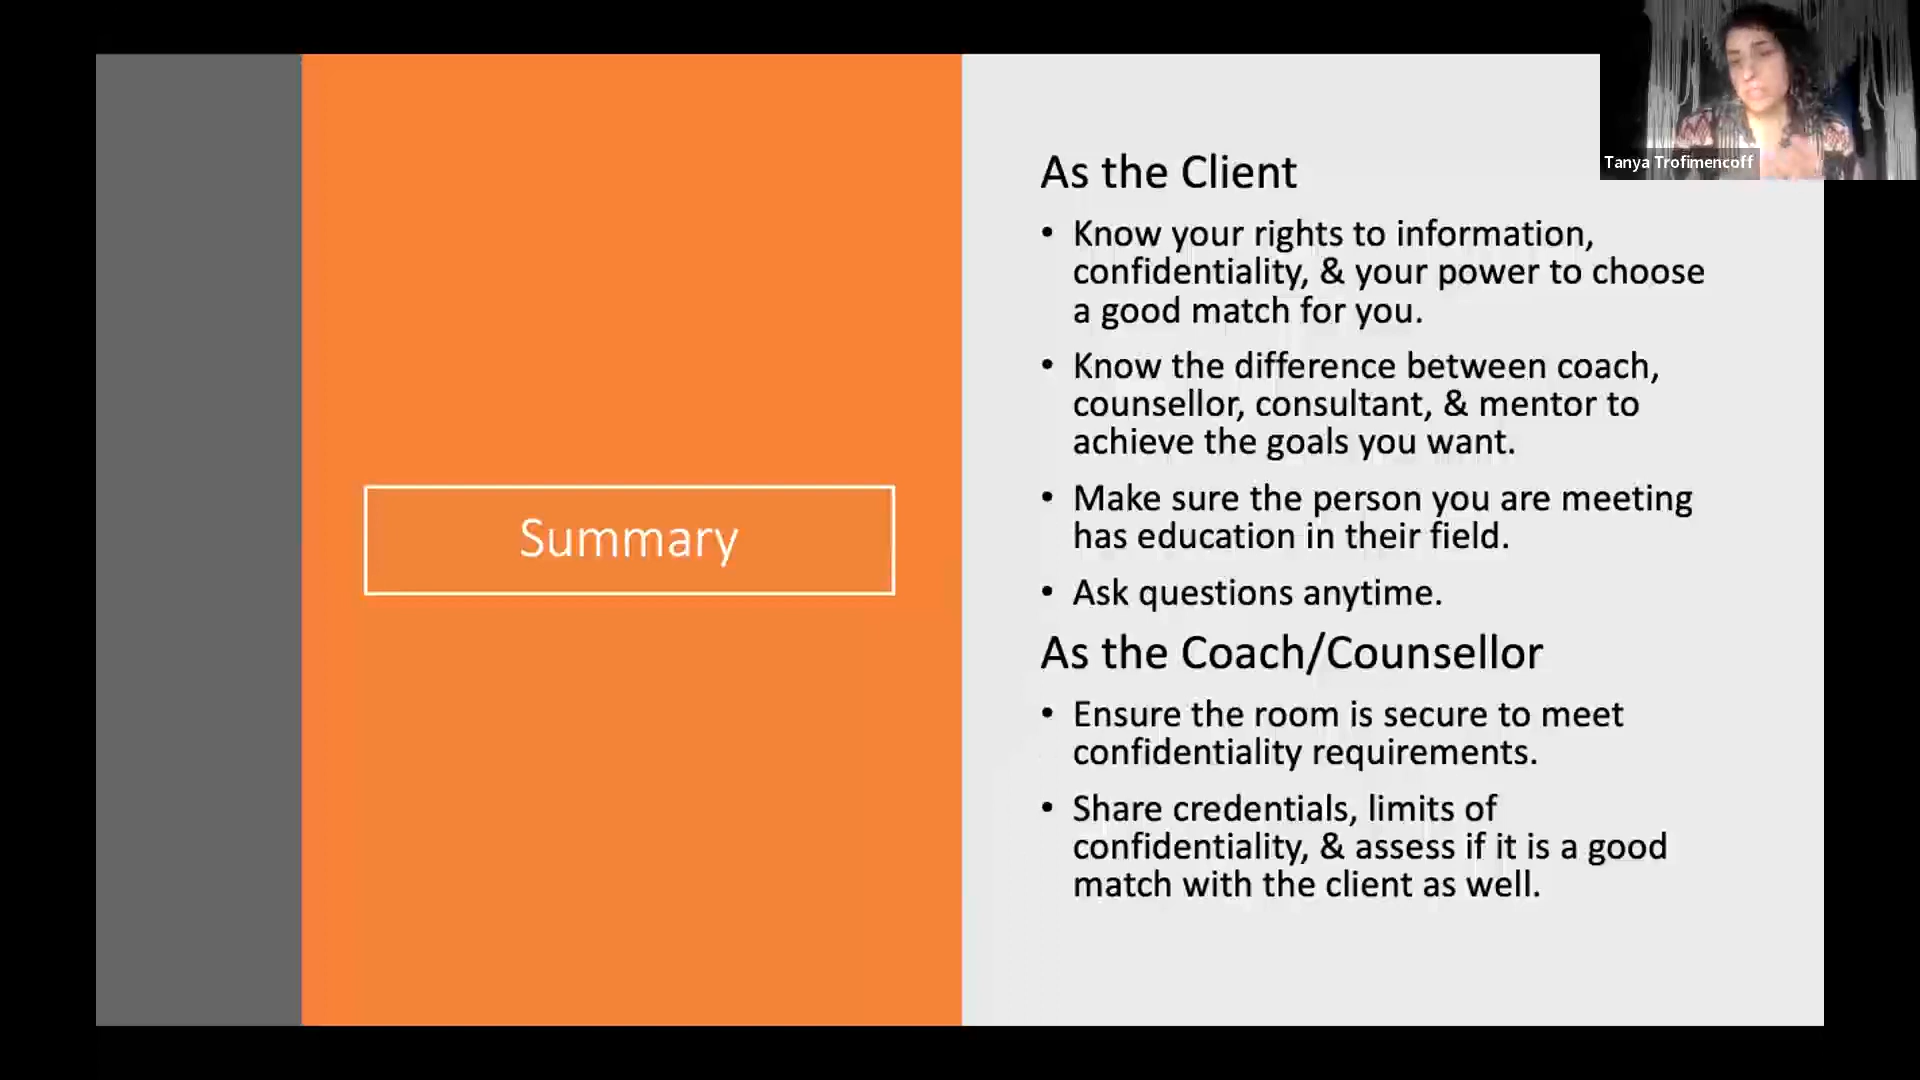 Tanya Trofimencoff
Summary
As the Client
• Know your rights to information,
confidentiality, & your power to choose
a good match for you.
• Know the difference between coach,
counsellor, consultant, & mentor to
achieve the goals you want.
• Make sure the person you are meeting
has education in their field.
• Ask questions anytime.
As the Coach/Counsellor
• Ensure the room is secure to meet
confidentiality requirements.
• Share credentials, limits of
confidentiality, & assess if it is a good
match with the client as well.